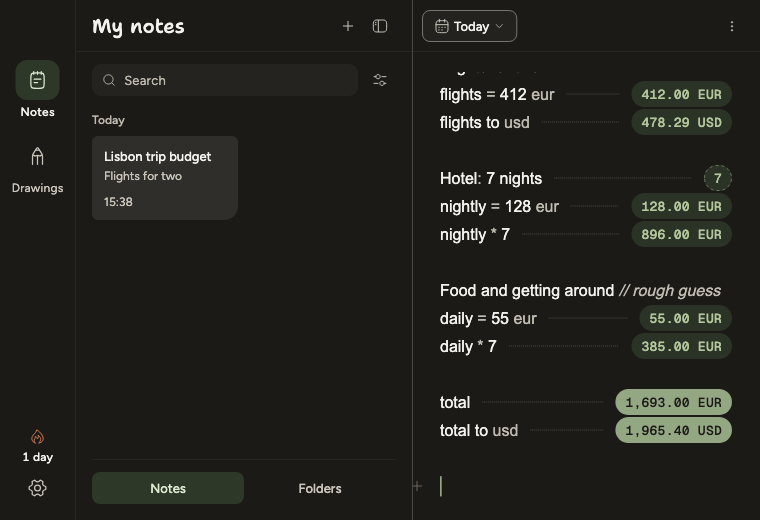 My notes
Search
Today
Lisbon trip budget
Flights for two
15:38
Notes
Drawings
1 day
Notes
Folders
Today
flights = 412 eur 412.00 EUR
flights to usd 478.29 USD
Hotel: 7 nights 7
nightly = 128 eur 128.00 EUR
nightly * 7 896.00 EUR
Food and getting around // rough guess
daily = 55 eur 55.00 EUR
daily * 7 385.00 EUR
total 1,693.00 EUR
total to usd 1,965.40 USD